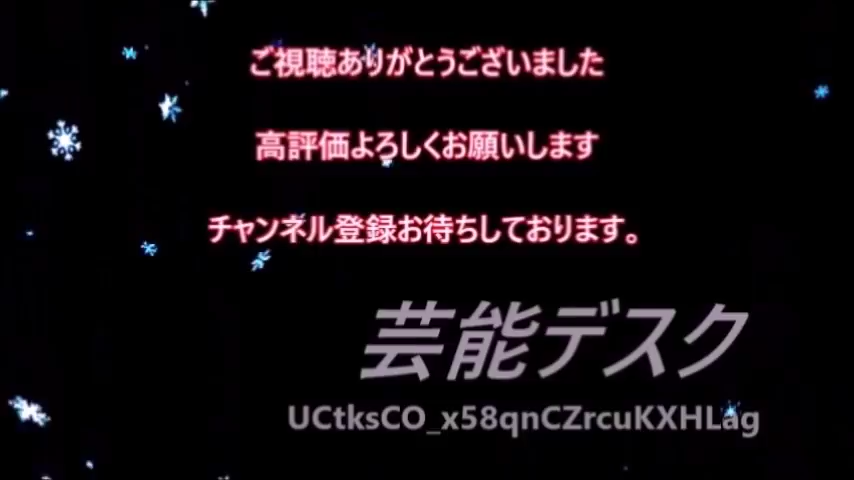 ご視聴ありがとうございました
高評価よろしくお願いします
チャンネル登録お待ちしております。
芸能デスク
UCtksCO_x58qnCZrcuKXHLag